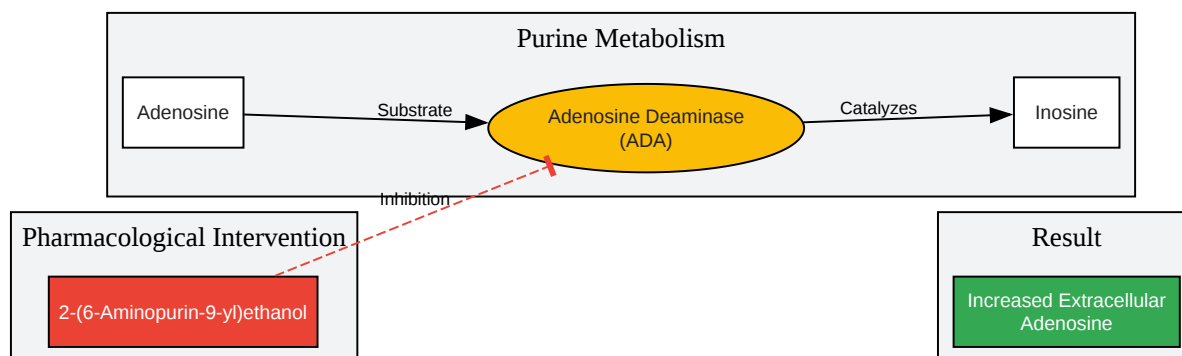 Purine Metabolism
Adenosine
Substrate
Adenosine Deaminase
(ADA)
Catalyzes
Inosine
Inhibition
Pharmacological Intervention
2-(6-Aminopurin-9-yl)ethanol
Result
Increased Extracellular
Adenosine